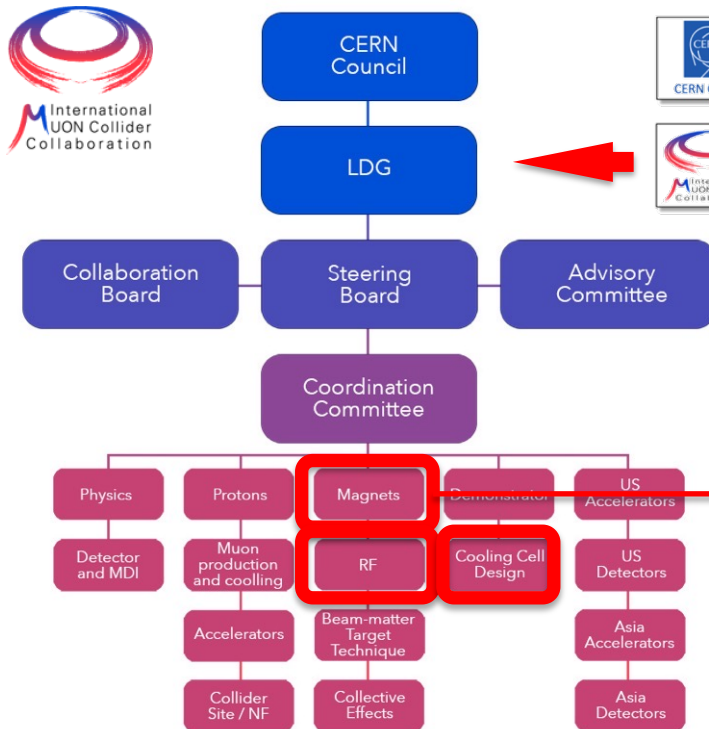 International
MUON Collider
Collaboration
CERN
Council
LDG
Collaboration
Board
Steering
Board
Advisory
Committee
Coordination
Committee
Physics
Protons
Magnets
Demonstrator
US
Accelerators
Detector
and MDI
Muon
production
and coolling
RF
Cooling Cell
Design
US
Detectors
Accelerators
Beam-matter
Target
Technique
Asia
Accelerators
Collider
Site / NF
Collective
Effects
Asia
Detectors